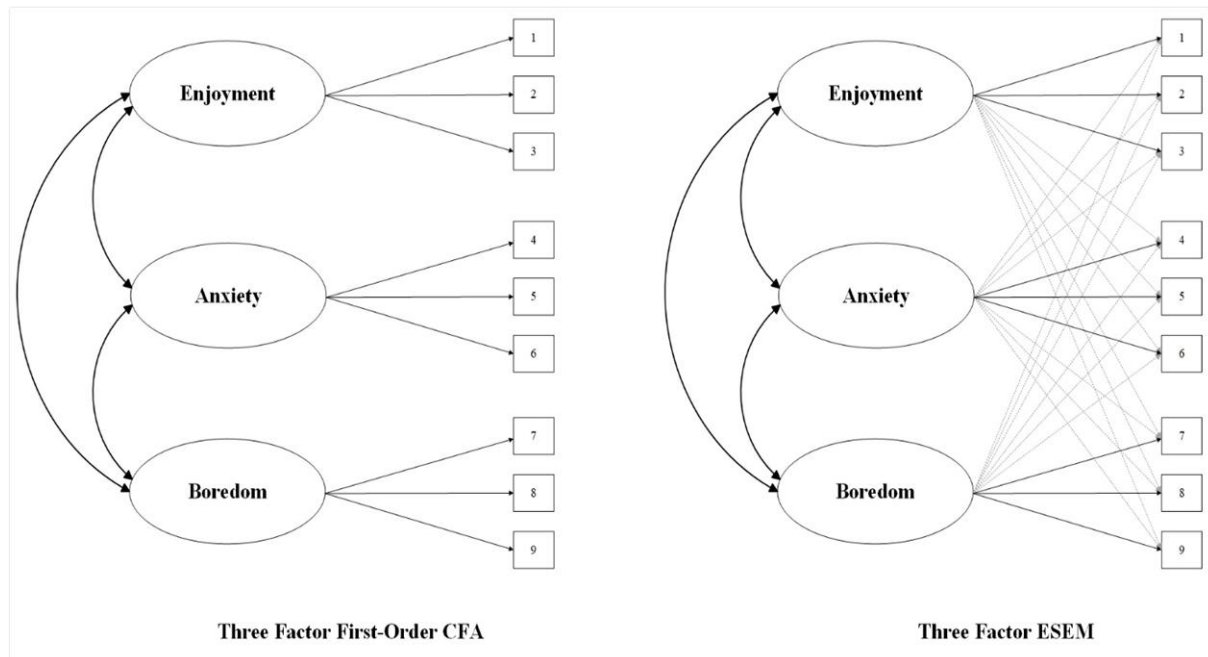 Enjoyment
1
2
3
Anxiety
4
5
6
Boredom
7
8
9
Three Factor First-Order CFA
Enjoyment
1
2
3
Anxiety
4
5
6
Boredom
7
8
9
Three Factor ESEM